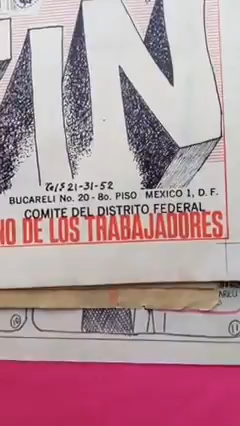 TIN
Tel's 21-31-52
BUCARELI No. 20 - 8o. PISO MEXICO 1, D. F.
COMITE DEL DISTRITO FEDERAL
NO DE LOS TRABAJADORES